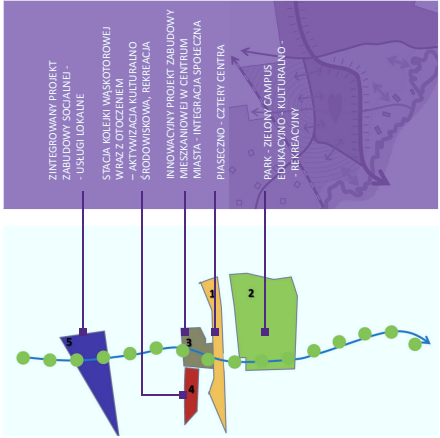 ZINTEGROWANY PROJEKT
ZABUDOWY SOCJALNEJ -
- USŁUGI LOKALNE
STACJA KOLEJKI WĄSKOTOROWEJ
WRAZ Z OTOCZENIEM
– AKTYWIZACJA KULTURALNO
ŚRODOWISKOWA, REKREACJA
INNOWACYJNY PROJEKT ZABUDOWY
MIESZKANIOWEJ W CENTRUM
MIASTA - INTEGRACJA SPOŁECZNA
PIASECZNO - CZTERY CENTRA
PARK - ZIELONY CAMPUS
EDUKACYJNO - KULTURALNO -
- REKREACYJNY
1
2
3
4
5